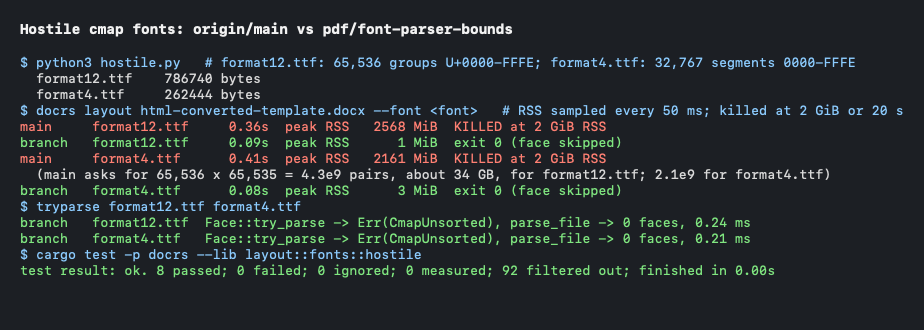 Hostile cmap fonts: origin/main vs pdf/font-parser-bounds
$ python3 hostile.py   # format12.ttf: 65,536 groups U+0000-FFFE; format4.ttf: 32,767 segments 0000-FFFE
  format12.ttf    786740 bytes
  format4.ttf     262444 bytes
$ docrs layout html-converted-template.docx --font <font>   # RSS sampled every 50 ms; killed at 2 GiB or 20 s
main     format12.ttf     0.36s  peak RSS   2568 MiB  KILLED at 2 GiB RSS
branch   format12.ttf     0.09s  peak RSS      1 MiB  exit 0 (face skipped)
main     format4.ttf      0.41s  peak RSS   2161 MiB  KILLED at 2 GiB RSS
  (main asks for 65,536 x 65,535 = 4.3e9 pairs, about 34 GB, for format12.ttf; 2.1e9 for format4.ttf)
branch   format4.ttf      0.08s  peak RSS      3 MiB  exit 0 (face skipped)
$ tryparse format12.ttf format4.ttf
branch   format12.ttf  Face::try_parse -> Err(CmapUnsorted), parse_file -> 0 faces, 0.24 ms
branch   format4.ttf   Face::try_parse -> Err(CmapUnsorted), parse_file -> 0 faces, 0.21 ms
$ cargo test -p docrs --lib layout::fonts::hostile
test result: ok. 8 passed; 0 failed; 0 ignored; 0 measured; 92 filtered out; finished in 0.00s